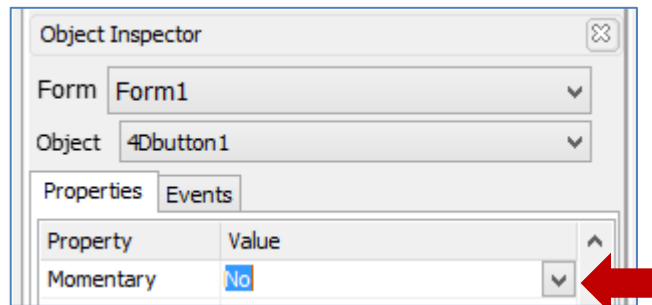 Object Inspector
Form Form1
Object 4Dbutton1
Properties Events
Property Value
Momentary No